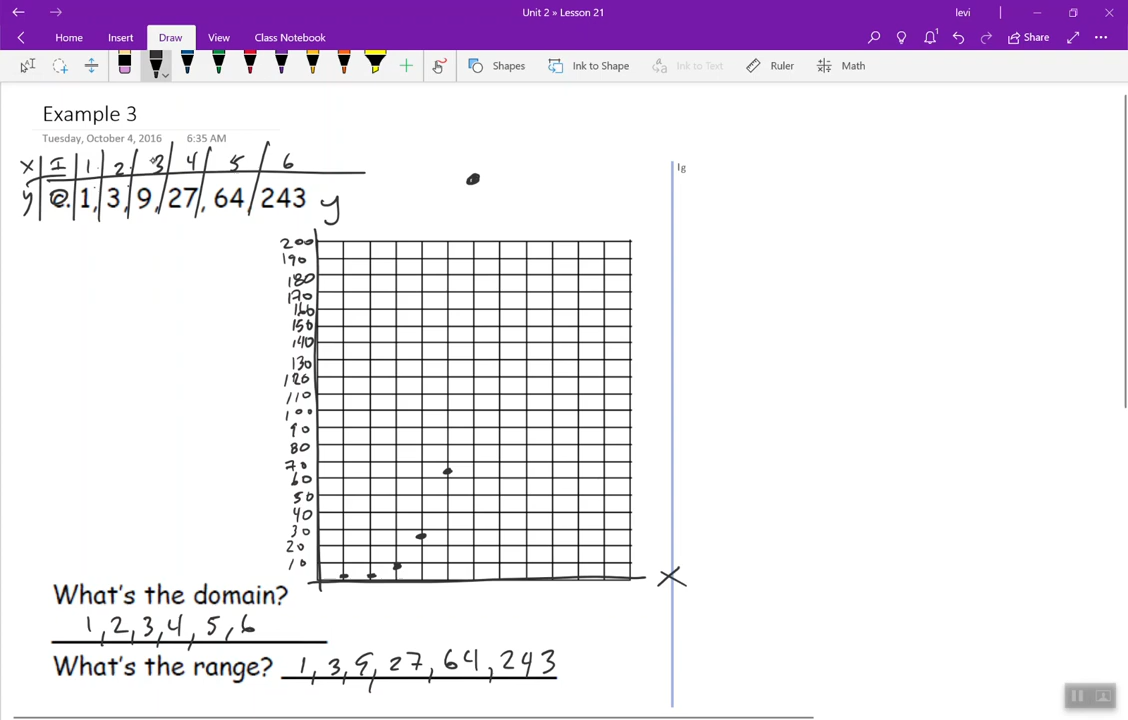 Unit 2 » Lesson 21
levi
Home Insert Draw View Class Notebook
Share
Shapes Ink to Shape Ink to Text Ruler Math
Example 3
Tuesday, October 4, 2016 6:35 AM
x 1 2 3 4 5 6
y 1, 3, 9, 27, 64, 243 y
lg
200
190
180
170
160
150
140
130
120
110
100
90
80
70
60
50
40
30
20
10
X
What's the domain?
1, 2, 3, 4, 5, 6
What's the range? 1, 3, 9, 27, 64, 243